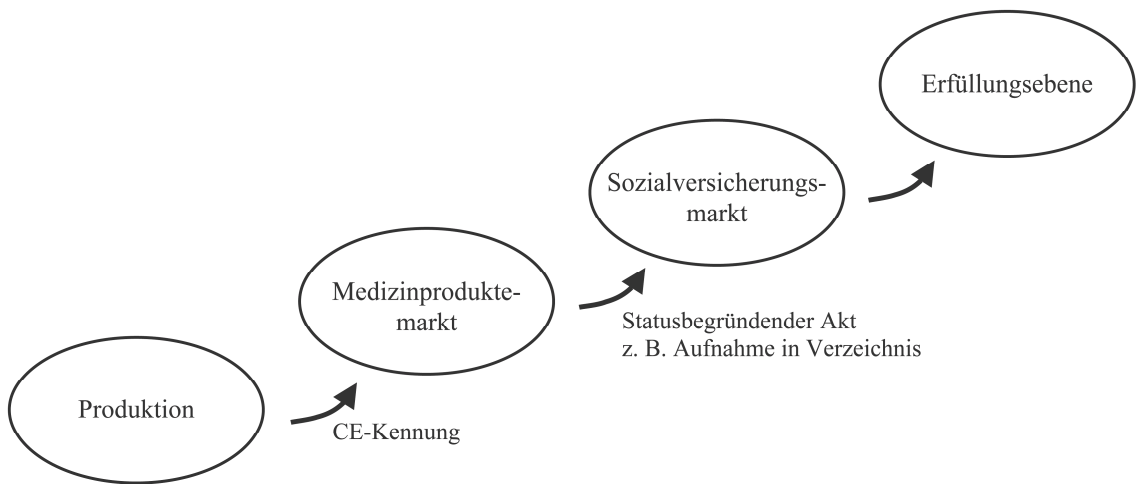 Erfüllungsebene
Sozialversicherungs-
markt
Medizinprodukte-
markt
Statusbegründender Akt
z. B. Aufnahme in Verzeichnis
Produktion
CE-Kennung